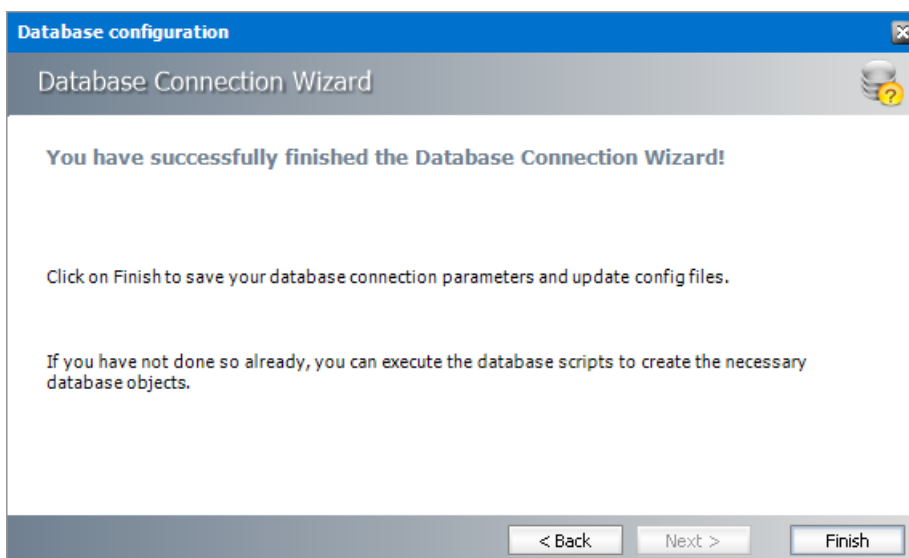 Database configuration
Database Connection Wizard
You have successfully finished the Database Connection Wizard!
Click on Finish to save your database connection parameters and update config files.
If you have not done so already, you can execute the database scripts to create the necessary
database objects.
< Back
Next >
Finish